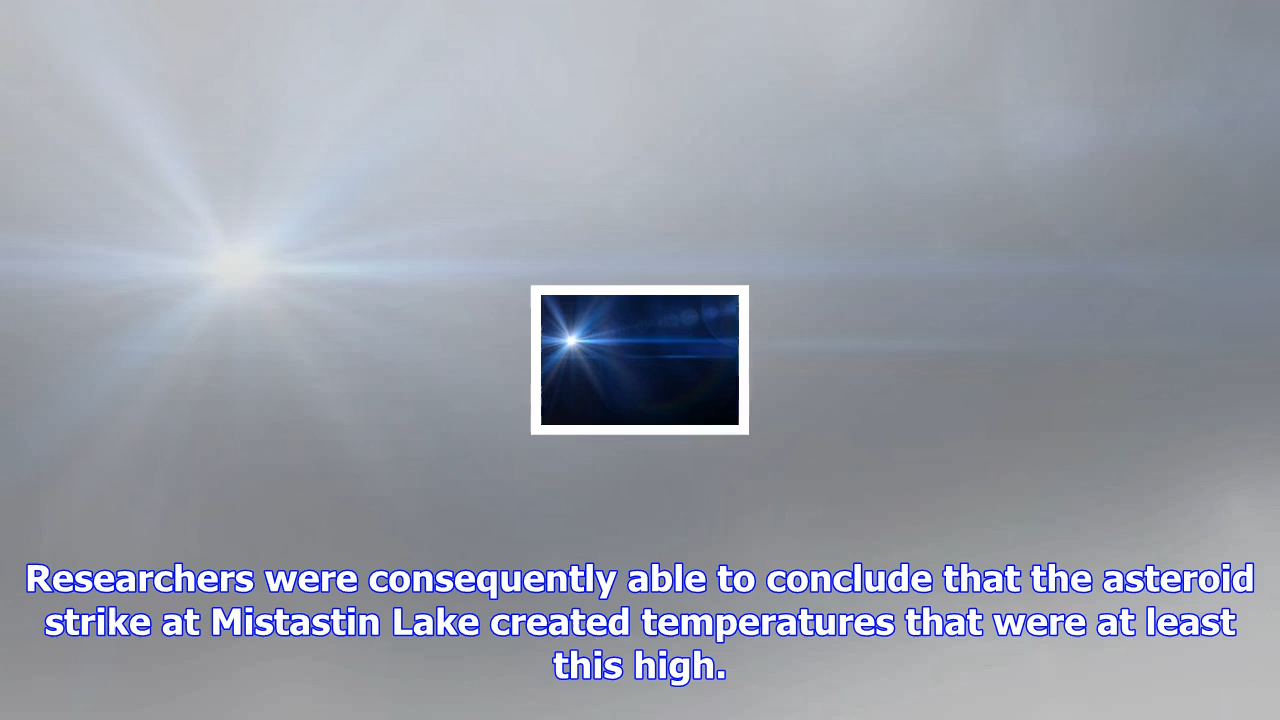 Researchers were consequently able to conclude that the asteroid
strike at Mistastin Lake created temperatures that were at least
this high.